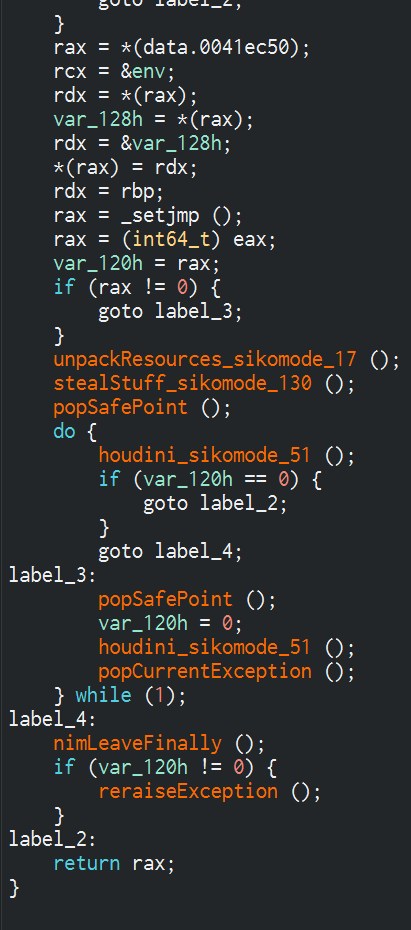 goto label_2;
}
rax = *(data.0041ec50);
rcx = &env;
rdx = *(rax);
var_128h = *(rax);
rdx = &var_128h;
*(rax) = rdx;
rdx = rbp;
rax = _setjmp ();
rax = (int64_t) eax;
var_120h = rax;
if (rax != 0) {
goto label_3;
}
unpackResources_sikomode_17 ();
stealStuff_sikomode_130 ();
popSafePoint ();
do {
houdini_sikomode_51 ();
if (var_120h == 0) {
goto label_2;
}
goto label_4;
label_3:
popSafePoint ();
var_120h = 0;
houdini_sikomode_51 ();
popCurrentException ();
} while (1);
label_4:
nimLeaveFinally ();
if (var_120h != 0) {
reraiseException ();
}
label_2:
return rax;
}